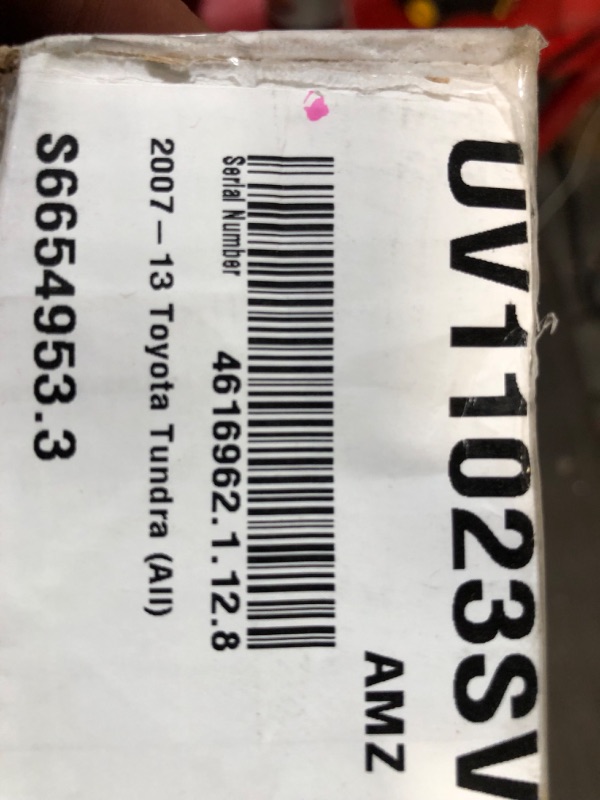 UV11023SV
AMZ
Serial Number 4616962.1.12.8
2007-13 Toyota Tundra (All)
S6654953.3